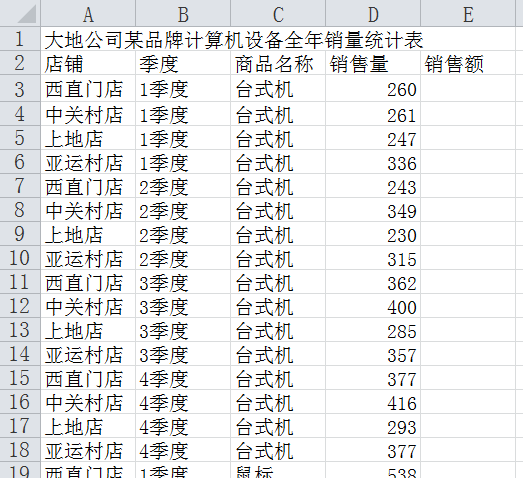 A B C D E
1 大地公司某品牌计算机设备全年销量统计表
2 店铺 季度 商品名称 销售量 销售额
3 西直门店 1季度 台式机 260
4 中关村店 1季度 台式机 261
5 上地店 1季度 台式机 247
6 亚运村店 1季度 台式机 336
7 西直门店 2季度 台式机 243
8 中关村店 2季度 台式机 349
9 上地店 2季度 台式机 230
10 亚运村店 2季度 台式机 315
11 西直门店 3季度 台式机 362
12 中关村店 3季度 台式机 400
13 上地店 3季度 台式机 285
14 亚运村店 3季度 台式机 357
15 西直门店 4季度 台式机 377
16 中关村店 4季度 台式机 416
17 上地店 4季度 台式机 293
18 亚运村店 4季度 台式机 377
19 西直门店 1季度 鼠标 538